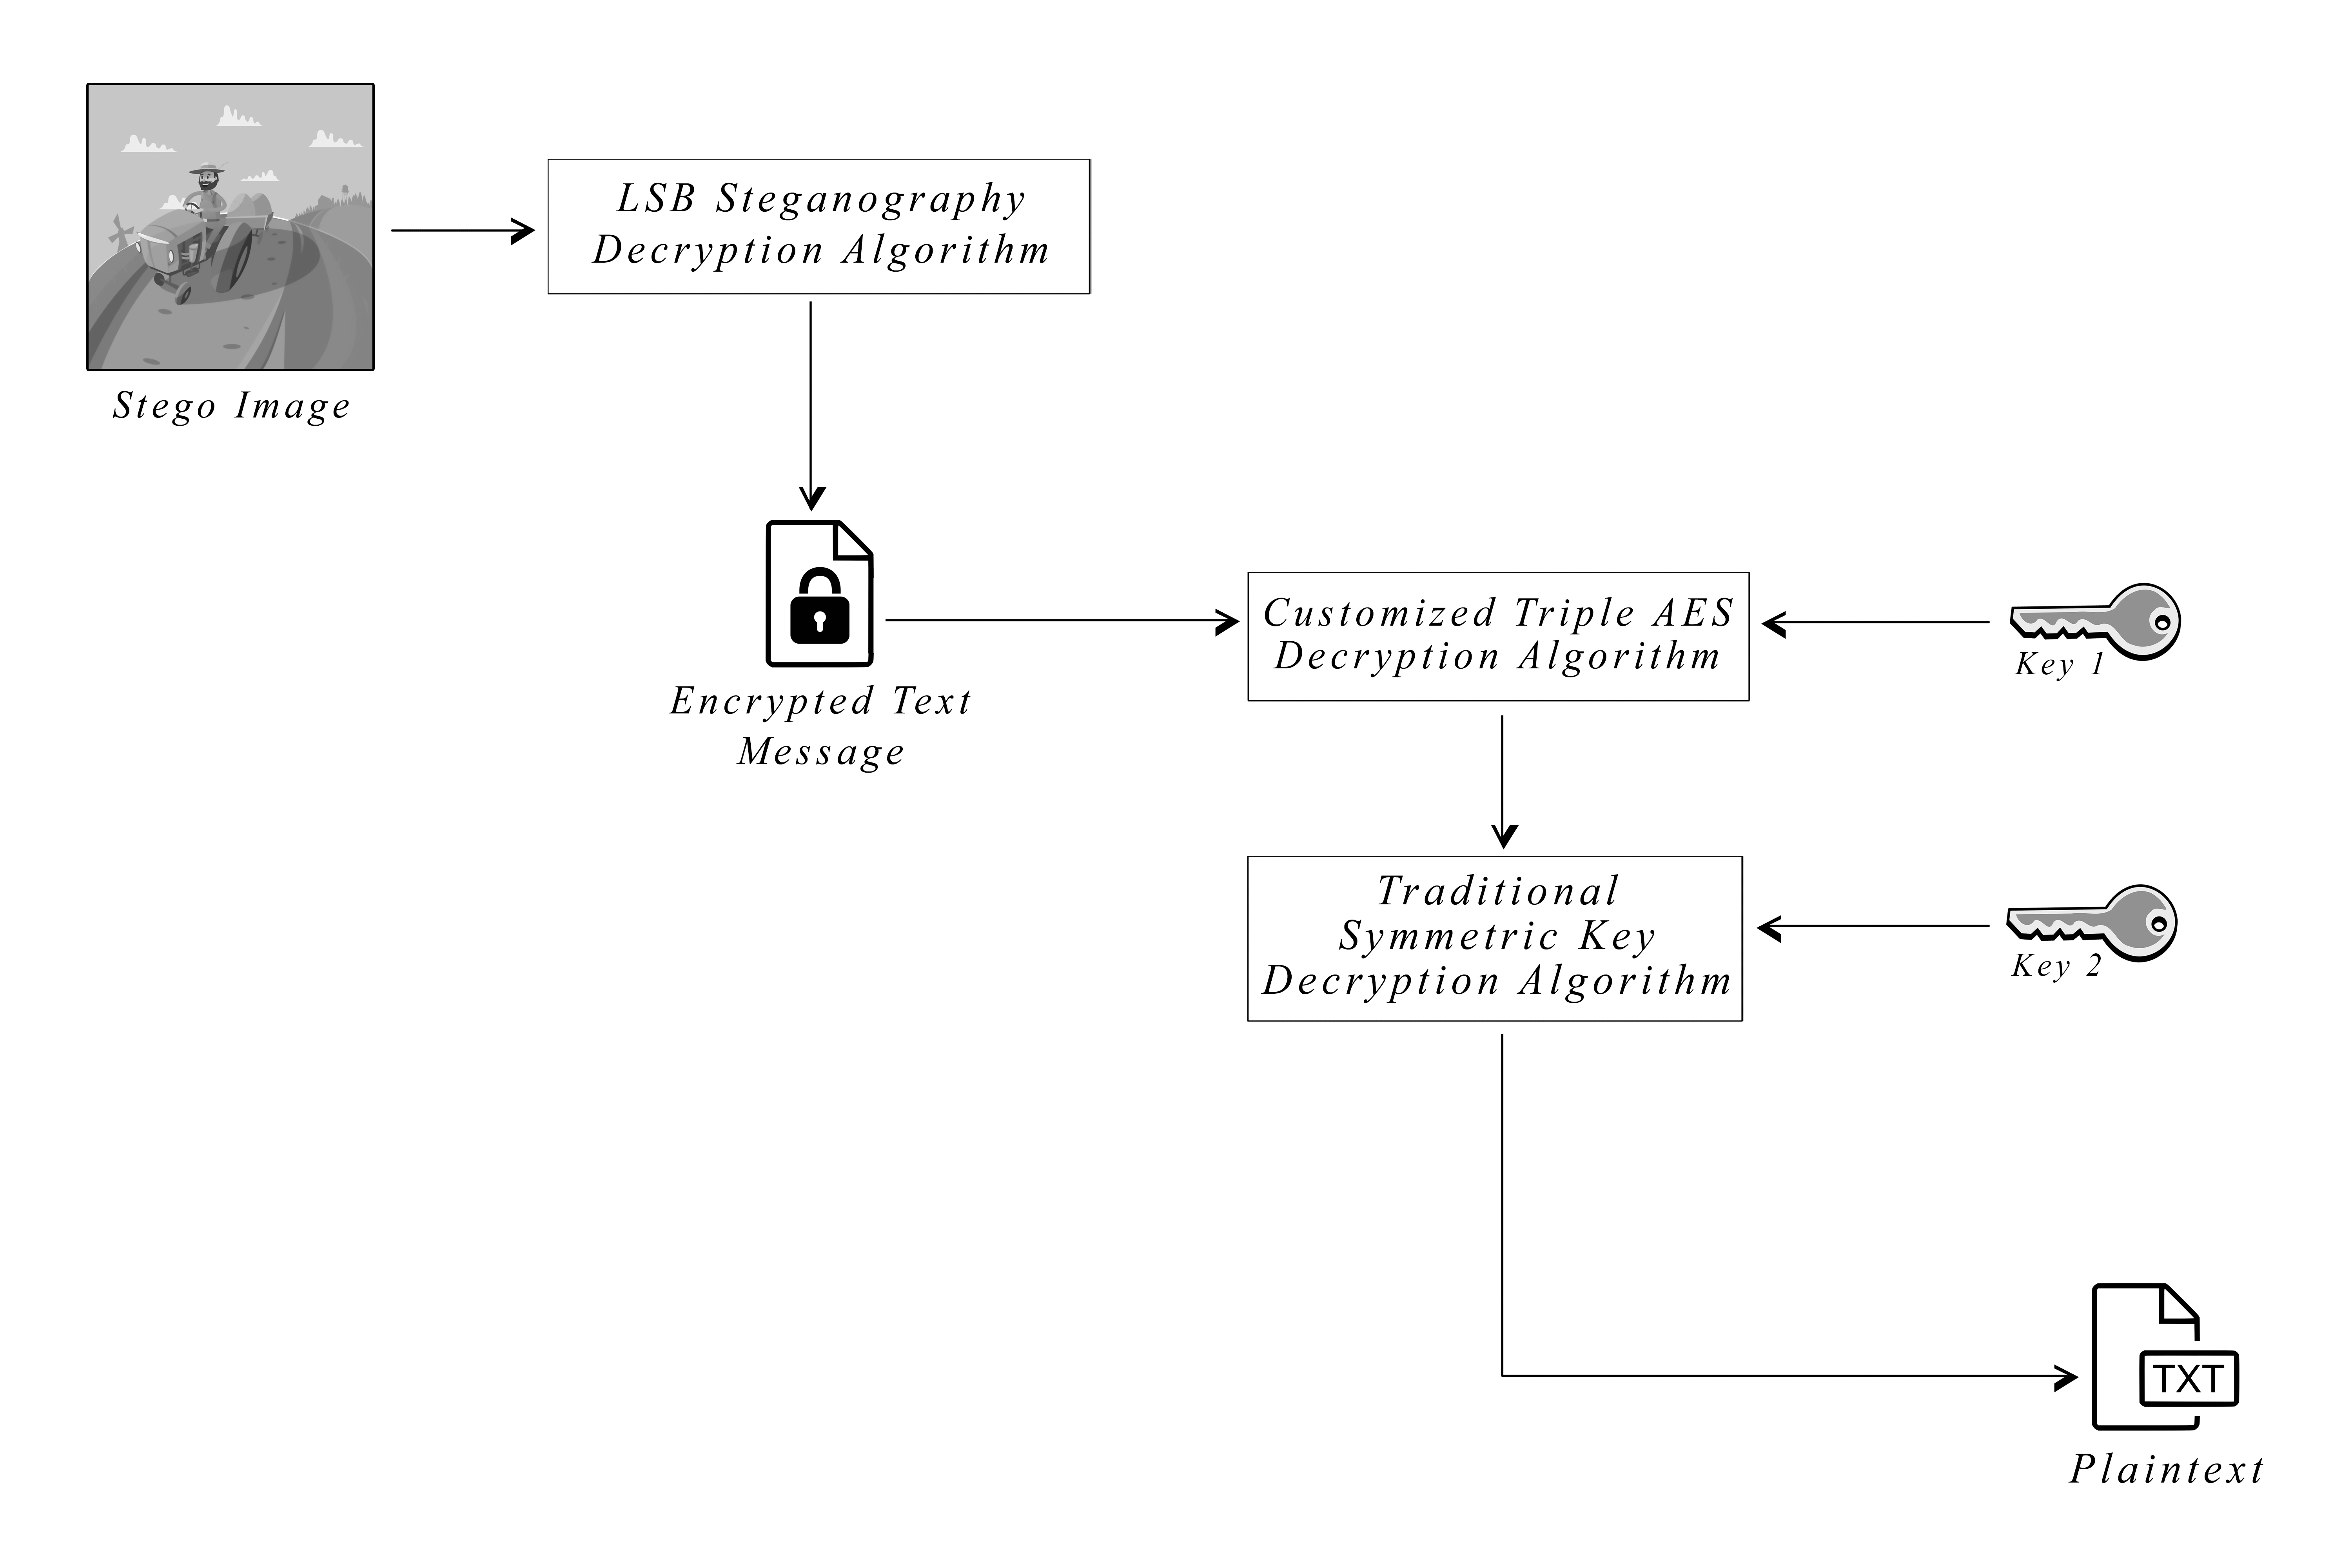 LSB Steganography
Decryption Algorithm
Stego Image
Customized Triple AES
Decryption Algorithm
Key 1
Encrypted Text
Message
Traditional
Symmetric Key
Decryption Algorithm
Key 2
TXT
Plaintext